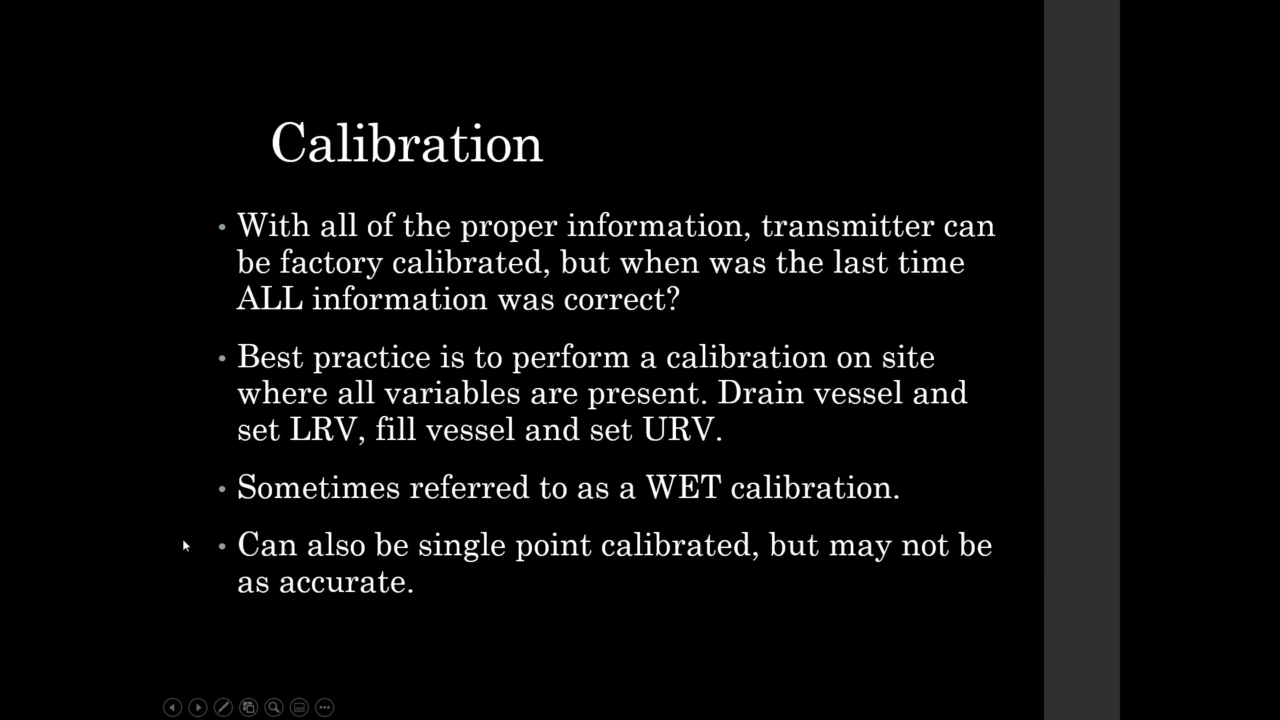 Calibration
• With all of the proper information, transmitter can
be factory calibrated, but when was the last time
ALL information was correct?
• Best practice is to perform a calibration on site
where all variables are present. Drain vessel and
set LRV, fill vessel and set URV.
• Sometimes referred to as a WET calibration.
• Can also be single point calibrated, but may not be
as accurate.